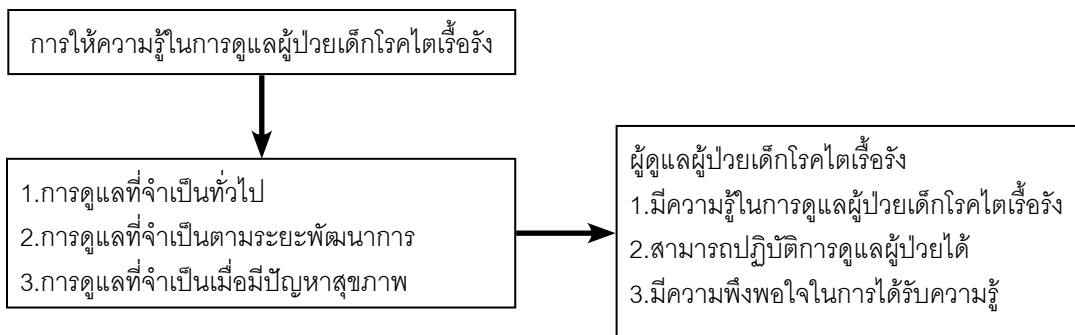 การให้ความรู้ในการดูแลผู้ป่วยเด็กโรคไตเรื้อรัง
1.การดูแลที่จำเป็นทั่วไป
2.การดูแลที่จำเป็นตามระยะพัฒนาการ
3.การดูแลที่จำเป็นเมื่อมีปัญหาสุขภาพ
ผู้ดูแลผู้ป่วยเด็กโรคไตเรื้อรัง
1.มีความรู้ในการดูแลผู้ป่วยเด็กโรคไตเรื้อรัง
2.สามารถปฏิบัติการดูแลผู้ป่วยได้
3.มีความพึงพอใจในการได้รับความรู้